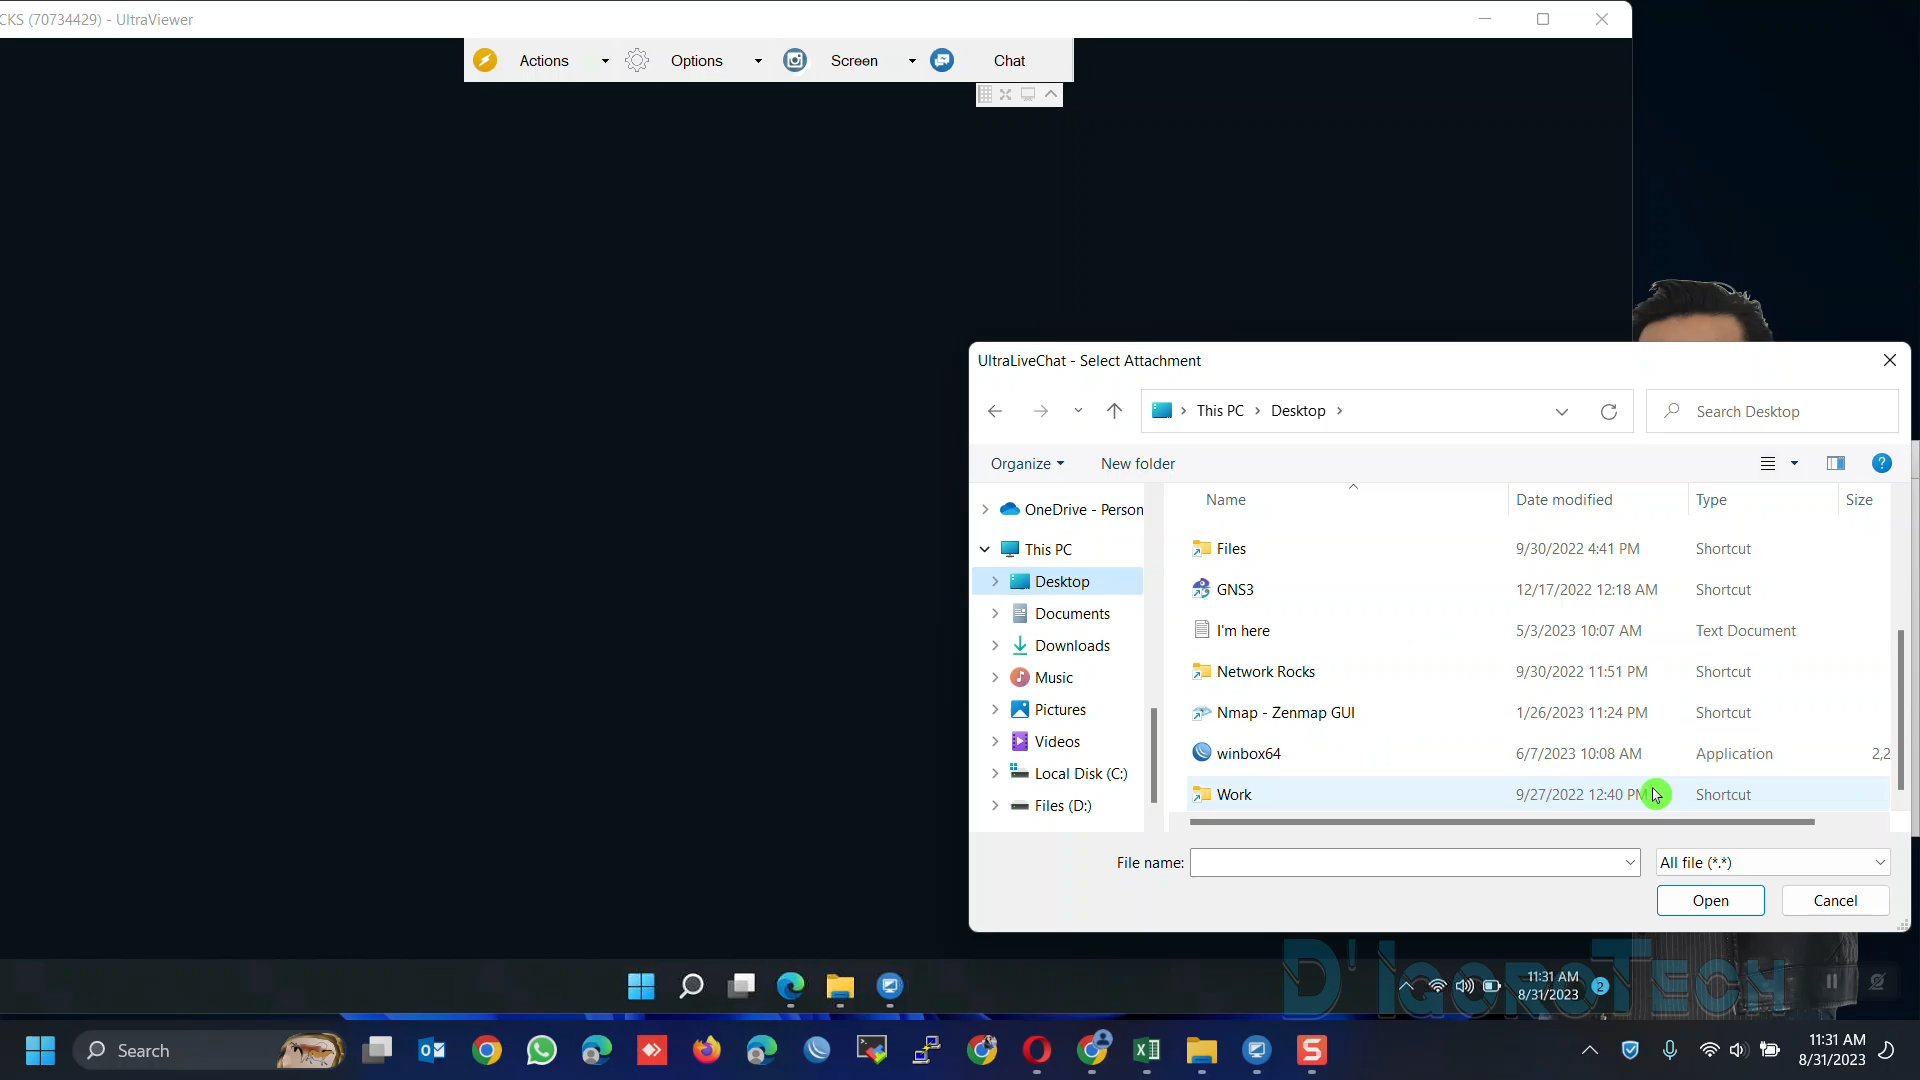 CKS (70734429) - UltraViewer
Actions Options Screen Chat
UltraLiveChat - Select Attachment
This PC Desktop
Search Desktop
Organize New folder
Name Date modified Type Size
OneDrive - Person
This PC
Desktop
Documents
Downloads
Music
Pictures
Videos
Local Disk (C:)
Files (D:)
Files 9/30/2022 4:41 PM Shortcut
GNS3 12/17/2022 12:18 AM Shortcut
I'm here 5/3/2023 10:07 AM Text Document
Network Rocks 9/30/2022 11:51 PM Shortcut
Nmap - Zenmap GUI 1/26/2023 11:24 PM Shortcut
winbox64 6/7/2023 10:08 AM Application 2,2
Work 9/27/2022 12:40 PM Shortcut
File name: All file (*.*)
Open Cancel
D' IgoroTech
11:31 AM
8/31/2023 2
Search
11:31 AM
8/31/2023